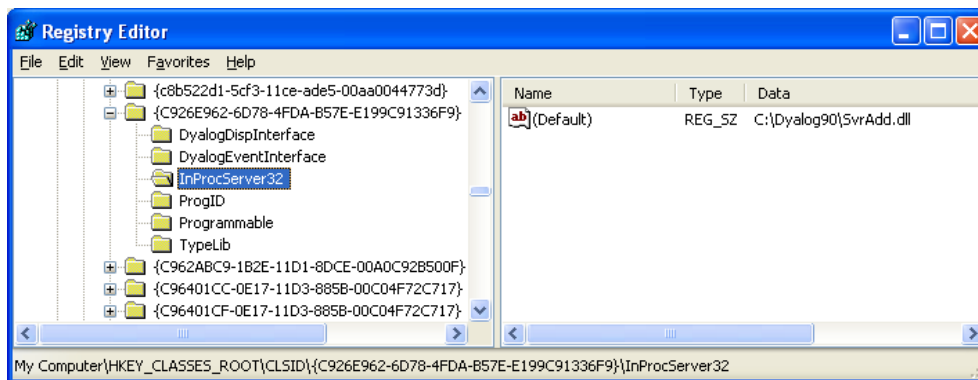 Registry Editor
File Edit View Favorites Help
{c8b522d1-5cf3-11ce-ade5-00aa0044773d}
{C926E962-6D78-4FDA-B57E-E199C91336F9}
DyalogDispInterface
DyalogEventInterface
InProcServer32
ProgID
Programmable
TypeLib
{C962ABC9-1B2E-11D1-8DCE-00A0C92B500F}
{C96401CC-0E17-11D3-885B-00C04F72C717}
{C96401CF-0E17-11D3-885B-00C04F72C717}
Name Type Data
ab (Default) REG_SZ C:\Dyalog90\SvrAdd.dll
My Computer\HKEY_CLASSES_ROOT\CLSID\{C926E962-6D78-4FDA-B57E-E199C91336F9}\InProcServer32